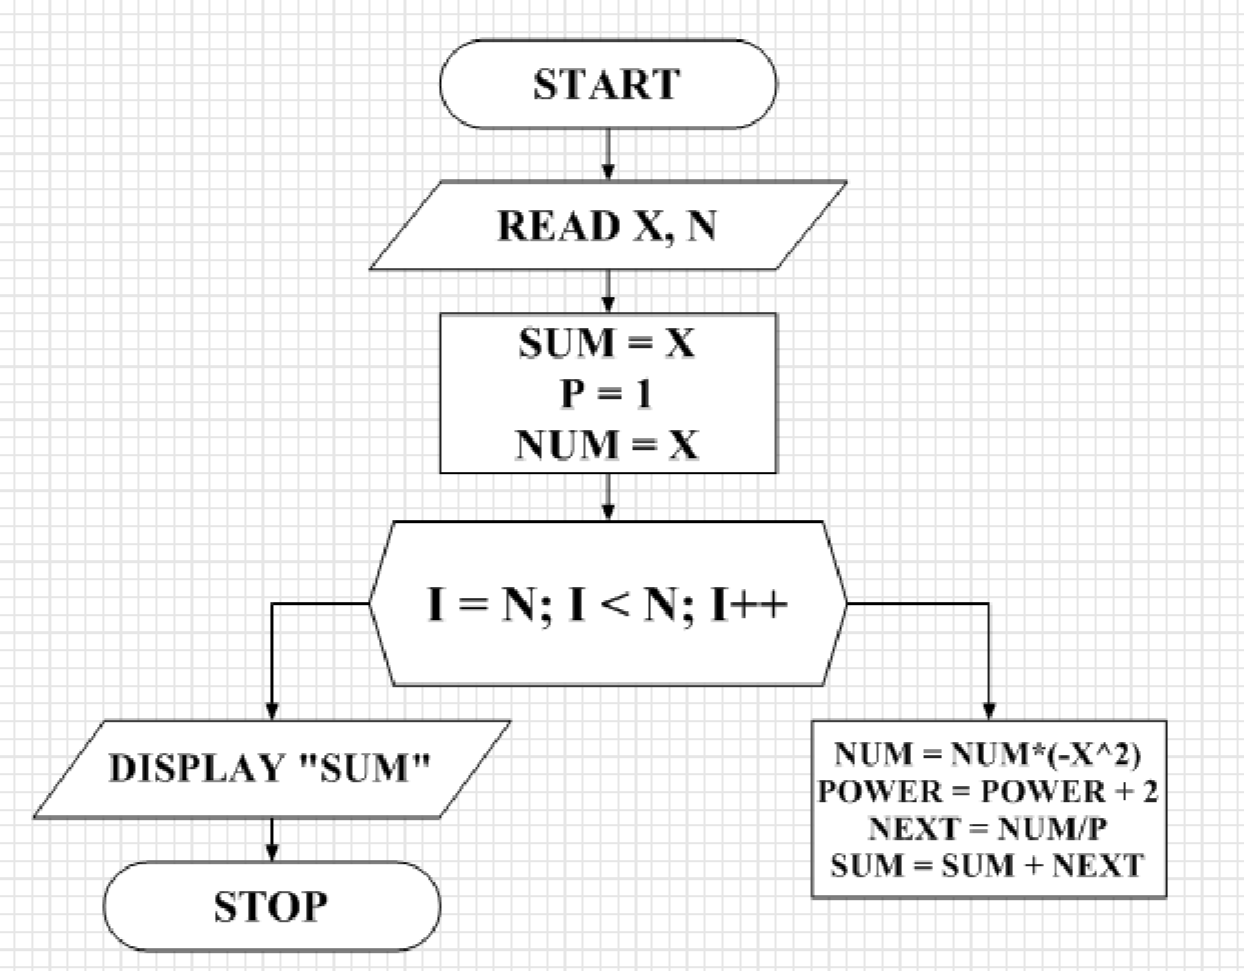 START
READ X, N
SUM = X
P = 1
NUM = X
I = N; I < N; I++
DISPLAY "SUM"
STOP
NUM = NUM*(-X^2)
POWER = POWER + 2
NEXT = NUM/P
SUM = SUM + NEXT